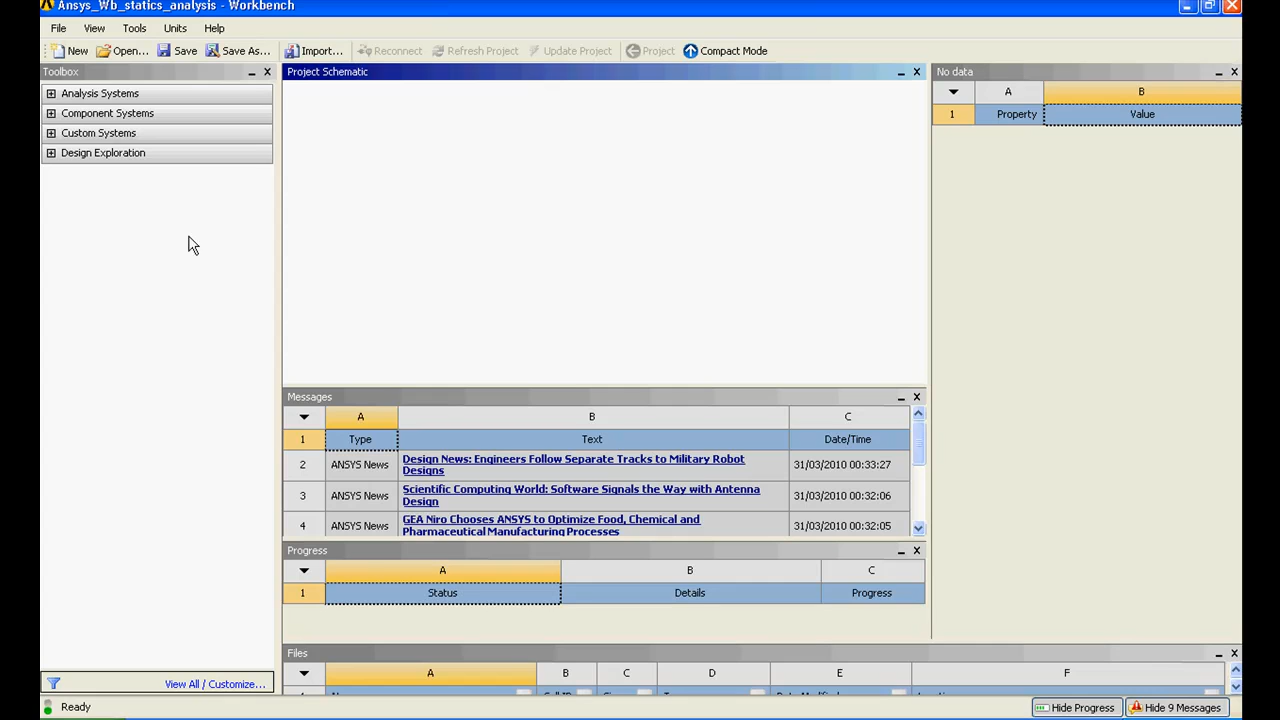 Ansys_Wb_statics_analysis - Workbench
File View Tools Units Help
New Open... Save Save As... Import... Reconnect Refresh Project Update Project Project Compact Mode
Toolbox
Analysis Systems
Component Systems
Custom Systems
Design Exploration
View All / Customize...
Project Schematic
Messages
A B C
1 Type Text Date/Time
2 ANSYS News Design News: Engineers Follow Separate Tracks to Military Robot
Designs 31/03/2010 00:33:27
3 ANSYS News Scientific Computing World: Software Signals the Way with Antenna
Design 31/03/2010 00:32:06
4 ANSYS News GEA Niro Chooses ANSYS to Optimize Food, Chemical and
Pharmaceutical Manufacturing Processes 31/03/2010 00:32:05
Progress
A B C
1 Status Details Progress
Files
A B C D E F
No data
A B
1 Property Value
Ready Hide Progress Hide 9 Messages